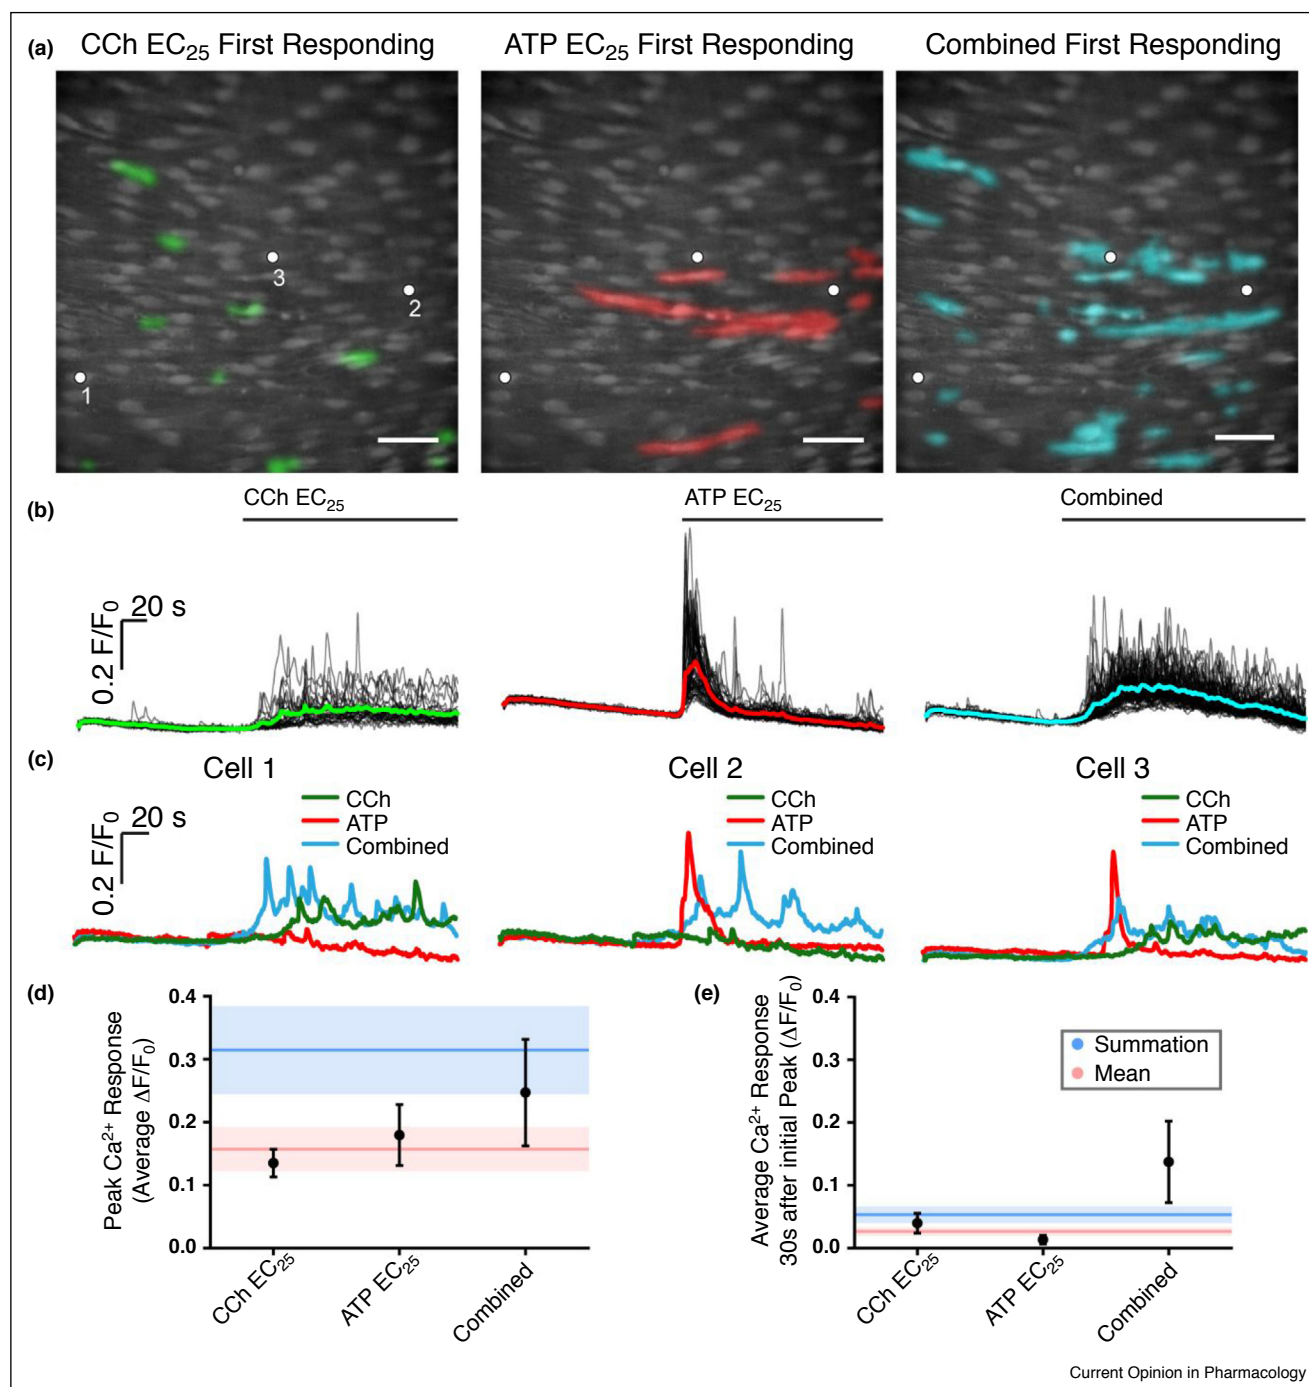 (a)
CCh EC25 First Responding
ATP EC25 First Responding
Combined First Responding
3
2
1
(b)
CCh EC25
ATP EC25
Combined
0.2 F/F0
20 s
(c)
Cell 1
Cell 2
Cell 3
0.2 F/F0
20 s
CCh
ATP
Combined
CCh
ATP
Combined
CCh
ATP
Combined
(d)
Peak Ca2+ Response
(Average ΔF/F0)
0.4
0.3
0.2
0.1
0.0
CCh EC25
ATP EC25
Combined
(e)
Average Ca2+ Response
30s after initial Peak (ΔF/F0)
0.4
0.3
0.2
0.1
0.0
Summation
Mean
CCh EC25
ATP EC25
Combined
Current Opinion in Pharmacology